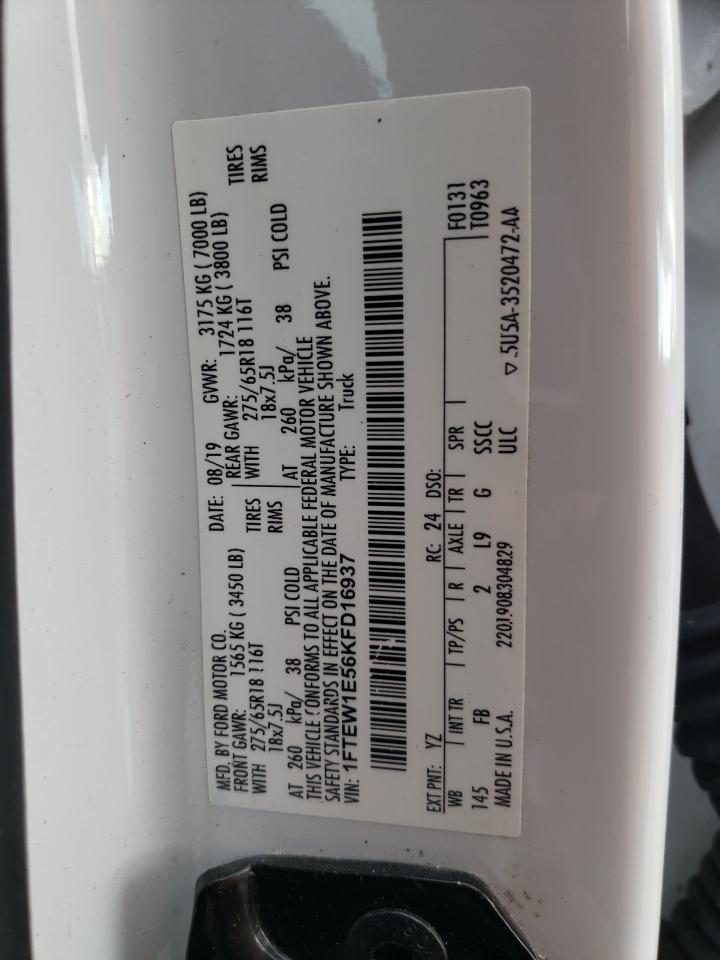 MFD. BY FORD MOTOR CO. DATE: 08/19 GVWR: 3175 KG ( 7000 LB)
FRONT GAWR: 1565 KG ( 3450 LB) REAR GAWR: 1724 KG ( 3800 LB)
WITH 275/65R18 116T TIRES WITH 275/65R18 116T TIRES
18x7.5J RIMS 18x7.5J RIMS
AT 260 kPa/ 38 PSI COLD AT 260 kPa/ 38 PSI COLD
THIS VEHICLE CONFORMS TO ALL APPLICABLE FEDERAL MOTOR VEHICLE
SAFETY STANDARDS IN EFFECT ON THE DATE OF MANUFACTURE SHOWN ABOVE.
VIN: 1FTEW1E56KFD16937 TYPE: Truck
EXT PNT: YZ RC: 24 DSO: F0131
WB INT TR TP/PS R AXLE TR SPR T0963
145 FB 2 L9 G SSCC
MADE IN U.S.A. 2201908304829 ULC ▽.5U5A-3520472-AA